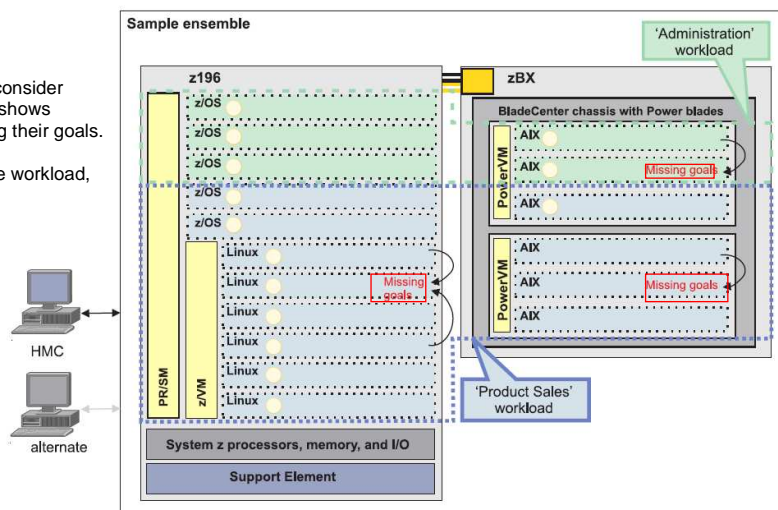 Sample ensemble
'Administration'
workload
consider
shows
g their goals.
e workload,
z196
zBX
BladeCenter chassis with Power blades
PR/SM
z/OS
z/OS
z/OS
z/OS
z/OS
z/VM
Linux
Linux
Missing
goals
Linux
Linux
Linux
Linux
PowerVM
AIX
AIX
Missing goals
AIX
PowerVM
AIX
AIX
Missing goals
AIX
'Product Sales'
workload
HMC
alternate
System z processors, memory, and I/O
Support Element